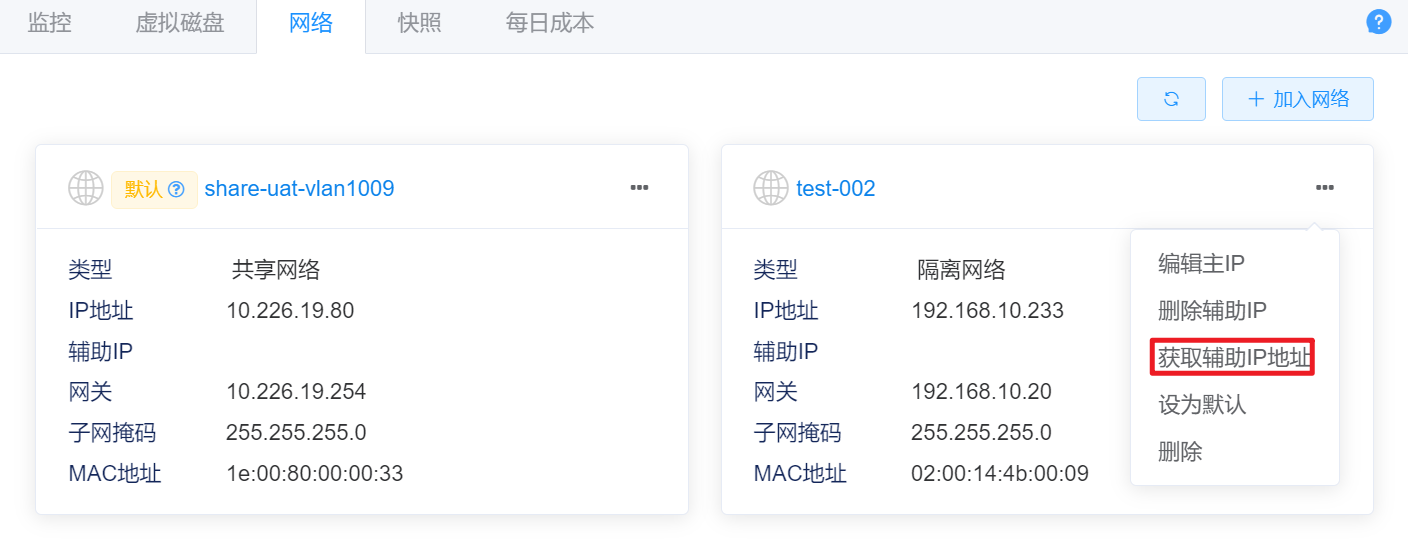 监控 虚拟磁盘 网络 快照 每日成本
加入网络
默认 share-uat-vlan1009
类型 共享网络
IP地址 10.226.19.80
辅助IP
网关 10.226.19.254
子网掩码 255.255.255.0
MAC地址 1e:00:80:00:00:33
test-002
类型 隔离网络
IP地址 192.168.10.233
辅助IP
网关 192.168.10.20
子网掩码 255.255.255.0
MAC地址 02:00:14:4b:00:09
编辑主IP
删除辅助IP
获取辅助IP地址
设为默认
删除